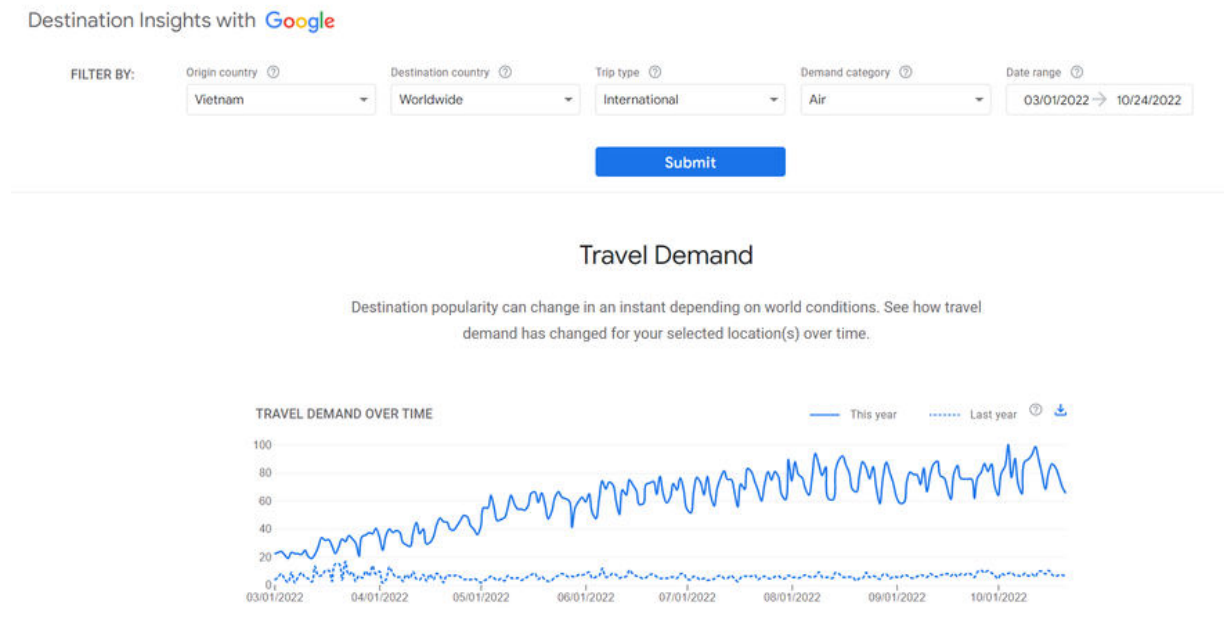 Destination Insights with Google
FILTER BY:
Origin country
Vietnam
Destination country
Worldwide
Trip type
International
Demand category
Air
Date range
03/01/2022 → 10/24/2022
Submit
Travel Demand
Destination popularity can change in an instant depending on world conditions. See how travel
demand has changed for your selected location(s) over time.
TRAVEL DEMAND OVER TIME
This year
Last year
100
80
60
40
20
0
03/01/2022
04/01/2022
05/01/2022
06/01/2022
07/01/2022
08/01/2022
09/01/2022
10/01/2022